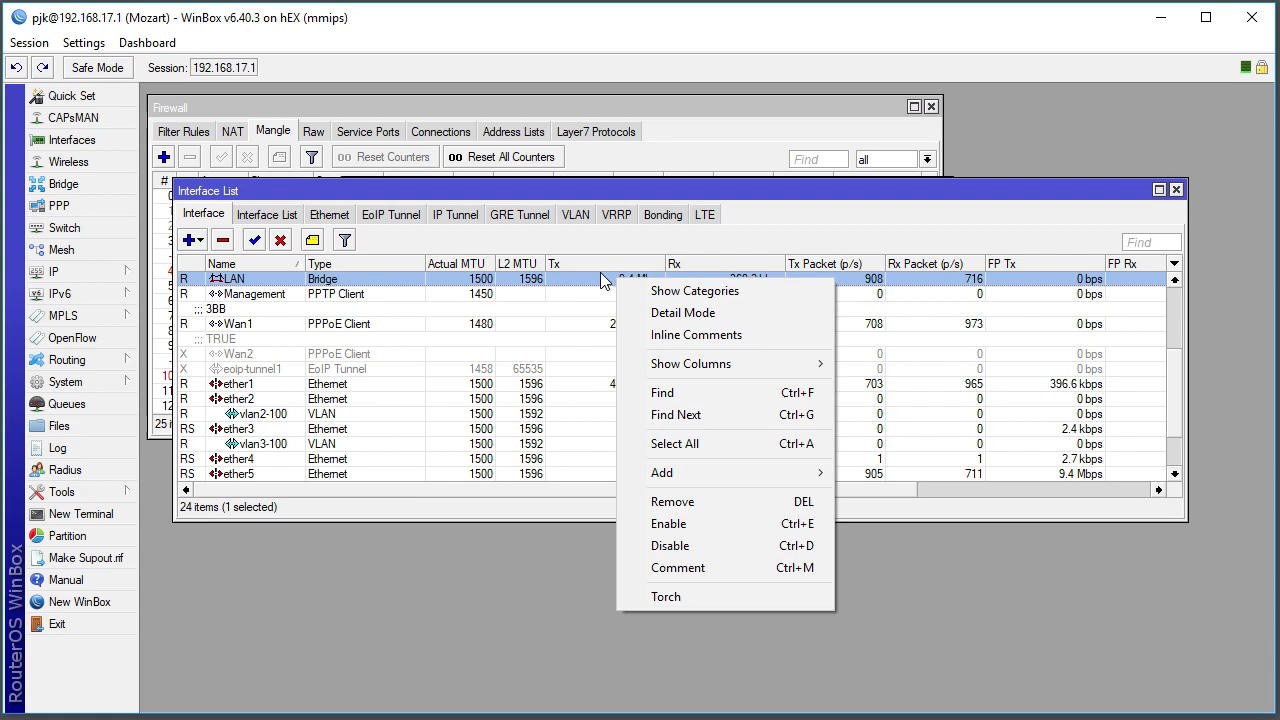 pjk@192.168.17.1 (Mozart) - WinBox v6.40.3 on hEX (mmips)
Session Settings Dashboard
Safe Mode Session: 192.168.17.1
Quick Set
CAPsMAN
Interfaces
Wireless
Bridge
PPP
Switch
Mesh
IP
IPv6
MPLS
OpenFlow
Routing
System
Queues
Files
Log
Radius
Tools
New Terminal
Partition
Make Supout.rif
Manual
New WinBox
Exit
RouterOS WinBox
Firewall
Filter Rules NAT Mangle Raw Service Ports Connections Address Lists Layer7 Protocols
00 Reset Counters 00 Reset All Counters Find all
#
Interface List
Interface Interface List Ethernet EoIP Tunnel IP Tunnel GRE Tunnel VLAN VRRP Bonding LTE
Find
Name / Type Actual MTU L2 MTU Tx Rx Tx Packet (p/s) Rx Packet (p/s) FP Tx FP Rx
R LAN Bridge 1500 1596 908 716 0 bps
Management PPTP Client 1450 0 0 0 bps
;;; 3BB
R Wan1 PPPoE Client 1480 2 708 973 0 bps
;;; TRUE
X Wan2 PPPoE Client 0 0 0 bps
X eoip-tunnel1 EoIP Tunnel 1458 65535 0 0 0 bps
R ether1 Ethernet 1500 1596 4 703 965 396.6 kbps
R ether2 Ethernet 1500 1596 0 0 0 bps
R vlan2-100 VLAN 1500 1592 0 0 0 bps
RS ether3 Ethernet 1500 1596 0 0 2.4 kbps
R vlan3-100 VLAN 1500 1592 0 0 0 bps
RS ether4 Ethernet 1500 1596 1 1 2.7 kbps
RS ether5 Ethernet 1500 1596 905 711 9.4 Mbps
24 items (1 selected)
Show Categories
Detail Mode
Inline Comments
Show Columns
Find Ctrl+F
Find Next Ctrl+G
Select All Ctrl+A
Add
Remove DEL
Enable Ctrl+E
Disable Ctrl+D
Comment Ctrl+M
Torch